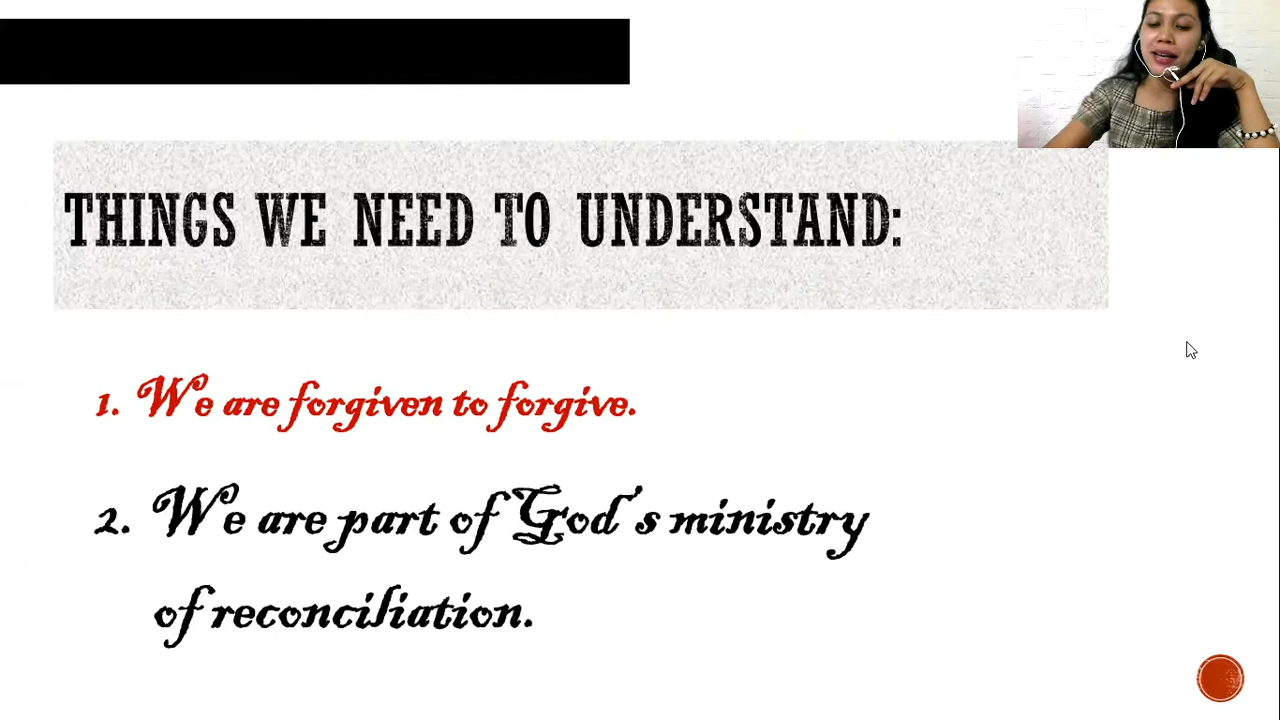 THINGS WE NEED TO UNDERSTAND:
1. We are forgiven to forgive.
2. We are part of God's ministry
of reconciliation.